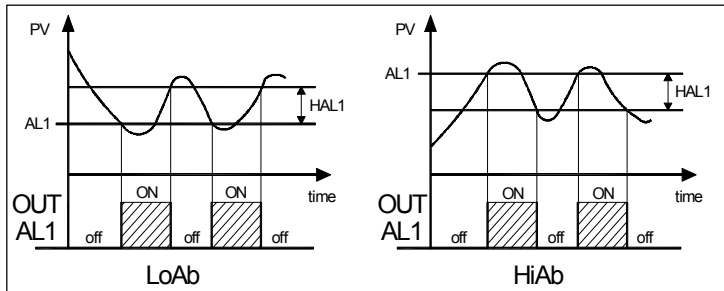 PV
HAL1
AL1
time
ON
ON
OUT
AL1
off
off
off
LoAb
PV
AL1
HAL1
time
ON
ON
OUT
AL1
off
off
off
HiAb